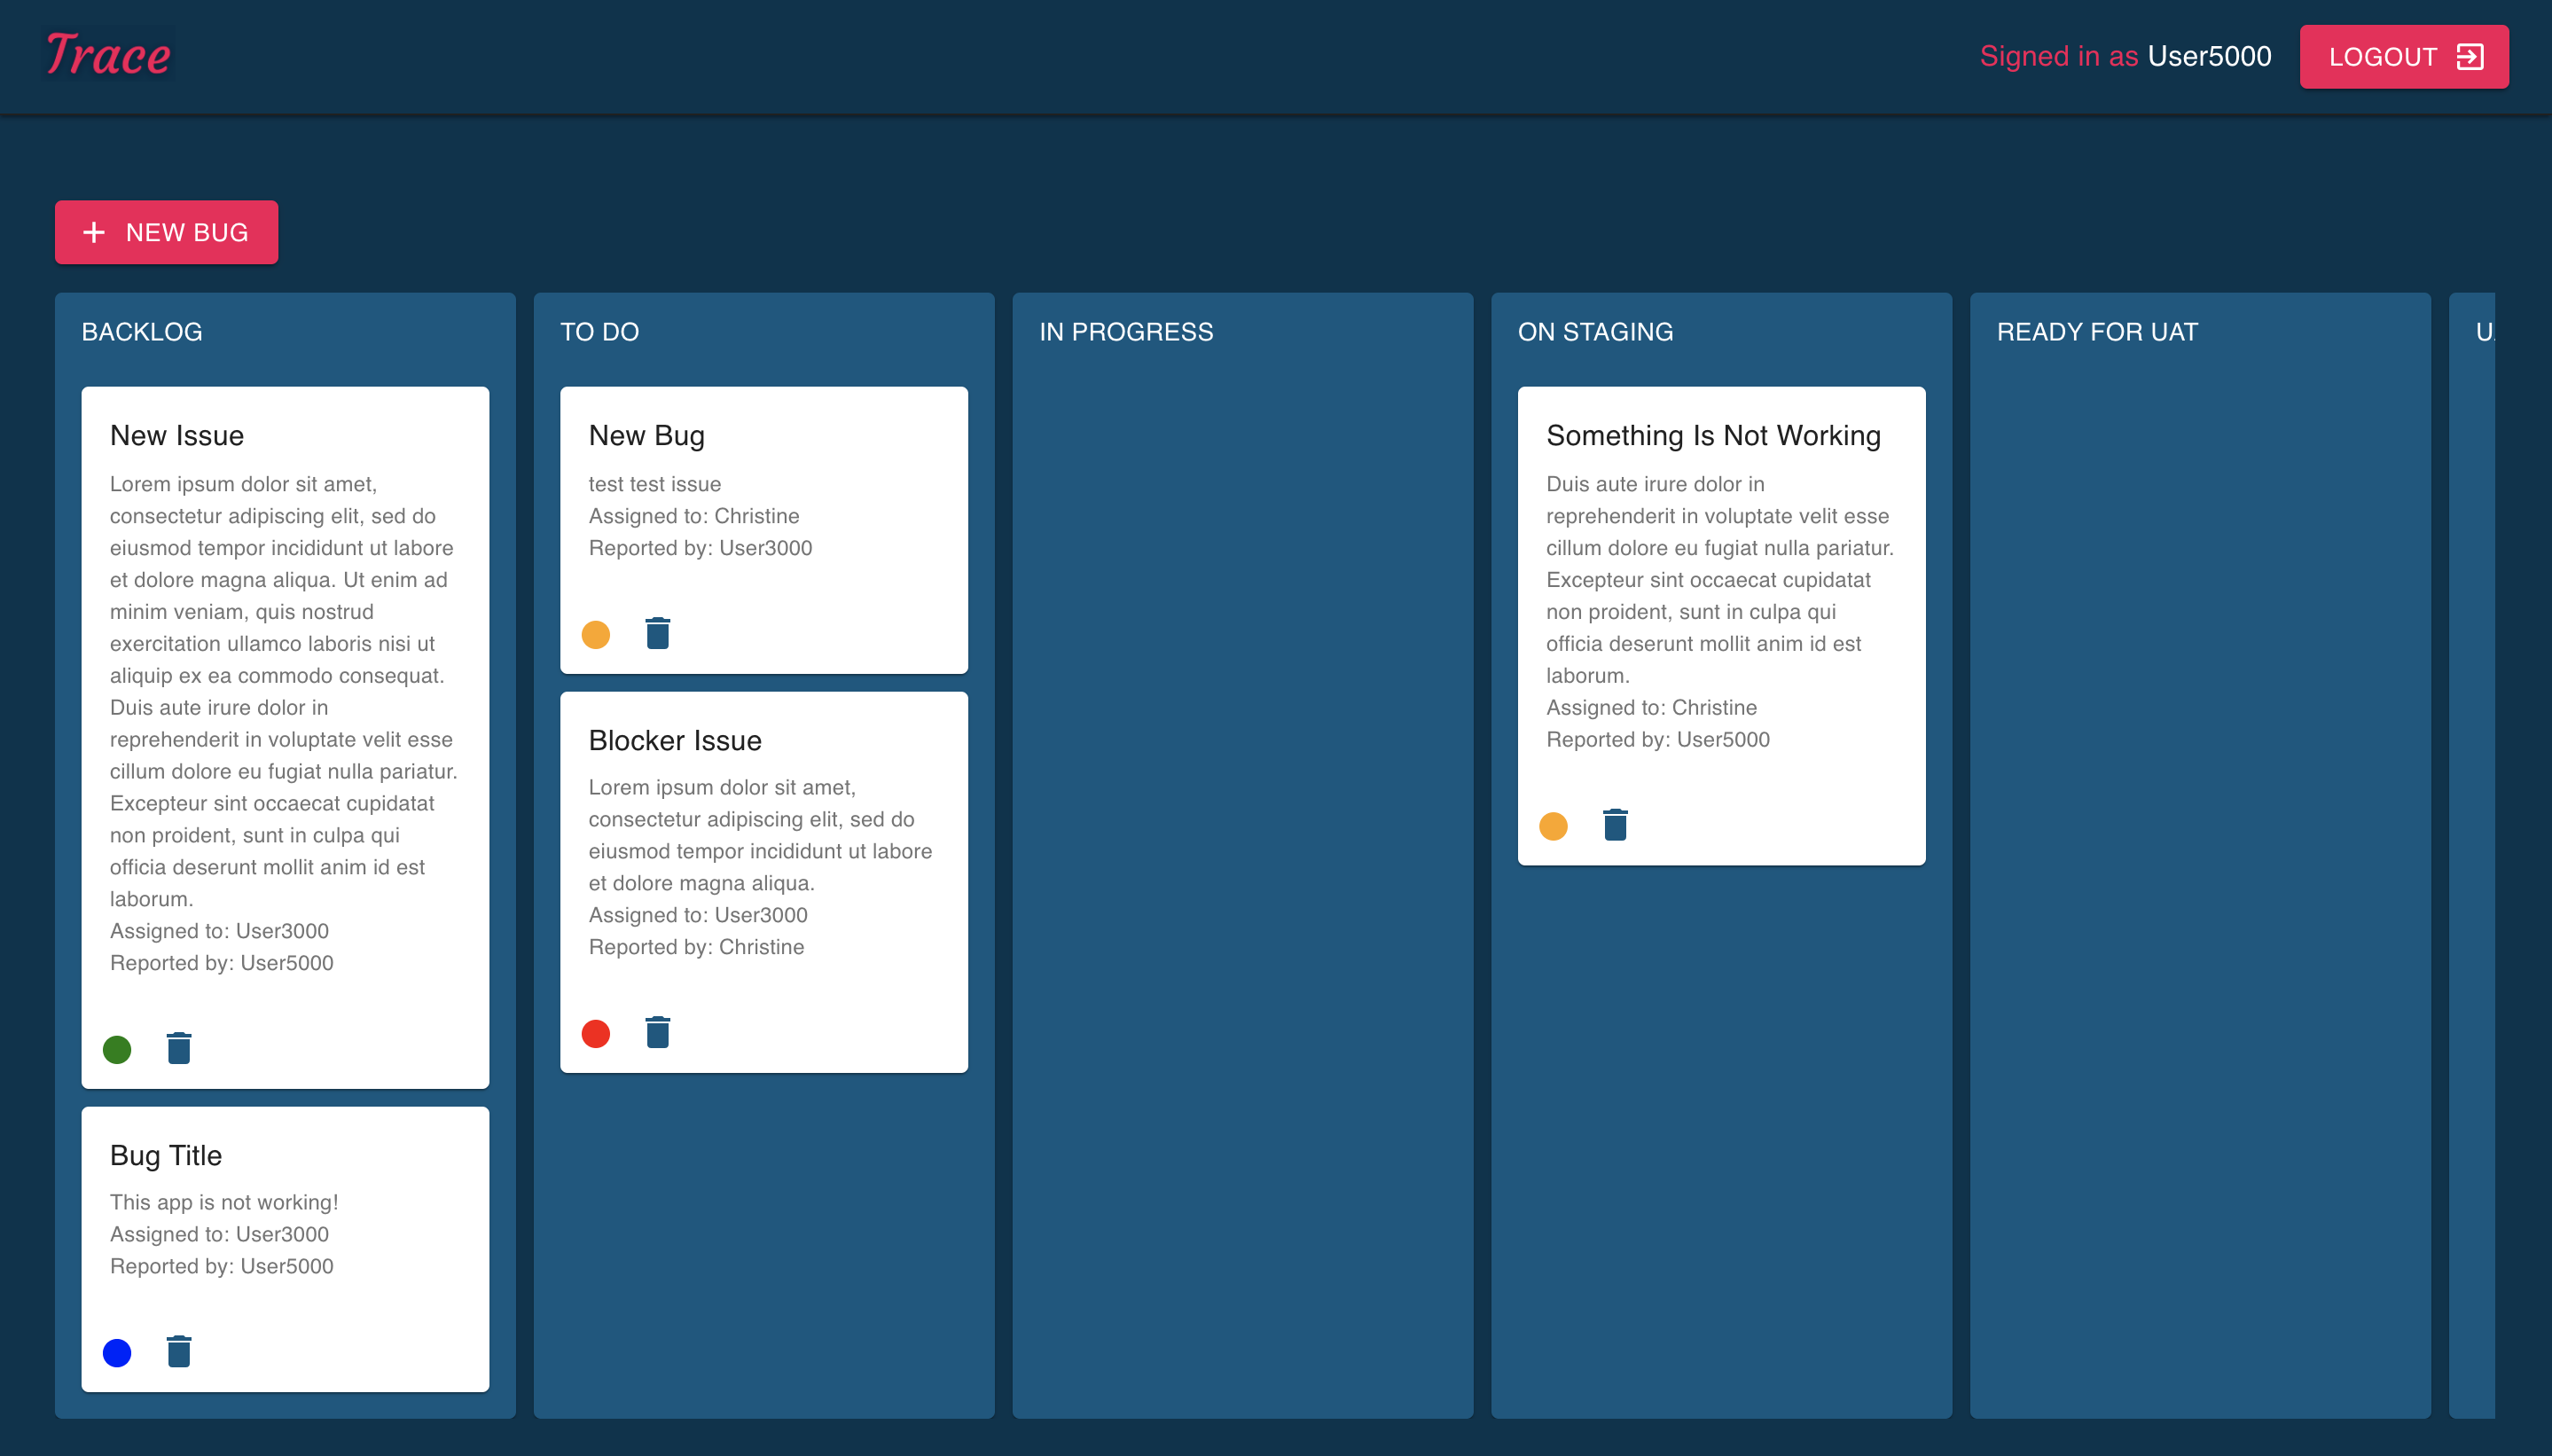 Trace
Signed in as User5000
LOGOUT
NEW BUG
BACKLOG
New Issue
Lorem ipsum dolor sit amet,
consectetur adipiscing elit, sed do
eiusmod tempor incididunt ut labore
et dolore magna aliqua. Ut enim ad
minim veniam, quis nostrud
exercitation ullamco laboris nisi ut
aliquip ex ea commodo consequat.
Duis aute irure dolor in
reprehenderit in voluptate velit esse
cillum dolore eu fugiat nulla pariatur.
Excepteur sint occaecat cupidatat
non proident, sunt in culpa qui
officia deserunt mollit anim id est
laborum.
Assigned to: User3000
Reported by: User5000
Bug Title
This app is not working!
Assigned to: User3000
Reported by: User5000
TO DO
New Bug
test test issue
Assigned to: Christine
Reported by: User3000
Blocker Issue
Lorem ipsum dolor sit amet,
consectetur adipiscing elit, sed do
eiusmod tempor incididunt ut labore
et dolore magna aliqua.
Assigned to: User3000
Reported by: Christine
IN PROGRESS
ON STAGING
Something Is Not Working
Duis aute irure dolor in
reprehenderit in voluptate velit esse
cillum dolore eu fugiat nulla pariatur.
Excepteur sint occaecat cupidatat
non proident, sunt in culpa qui
officia deserunt mollit anim id est
laborum.
Assigned to: Christine
Reported by: User5000
READY FOR UAT